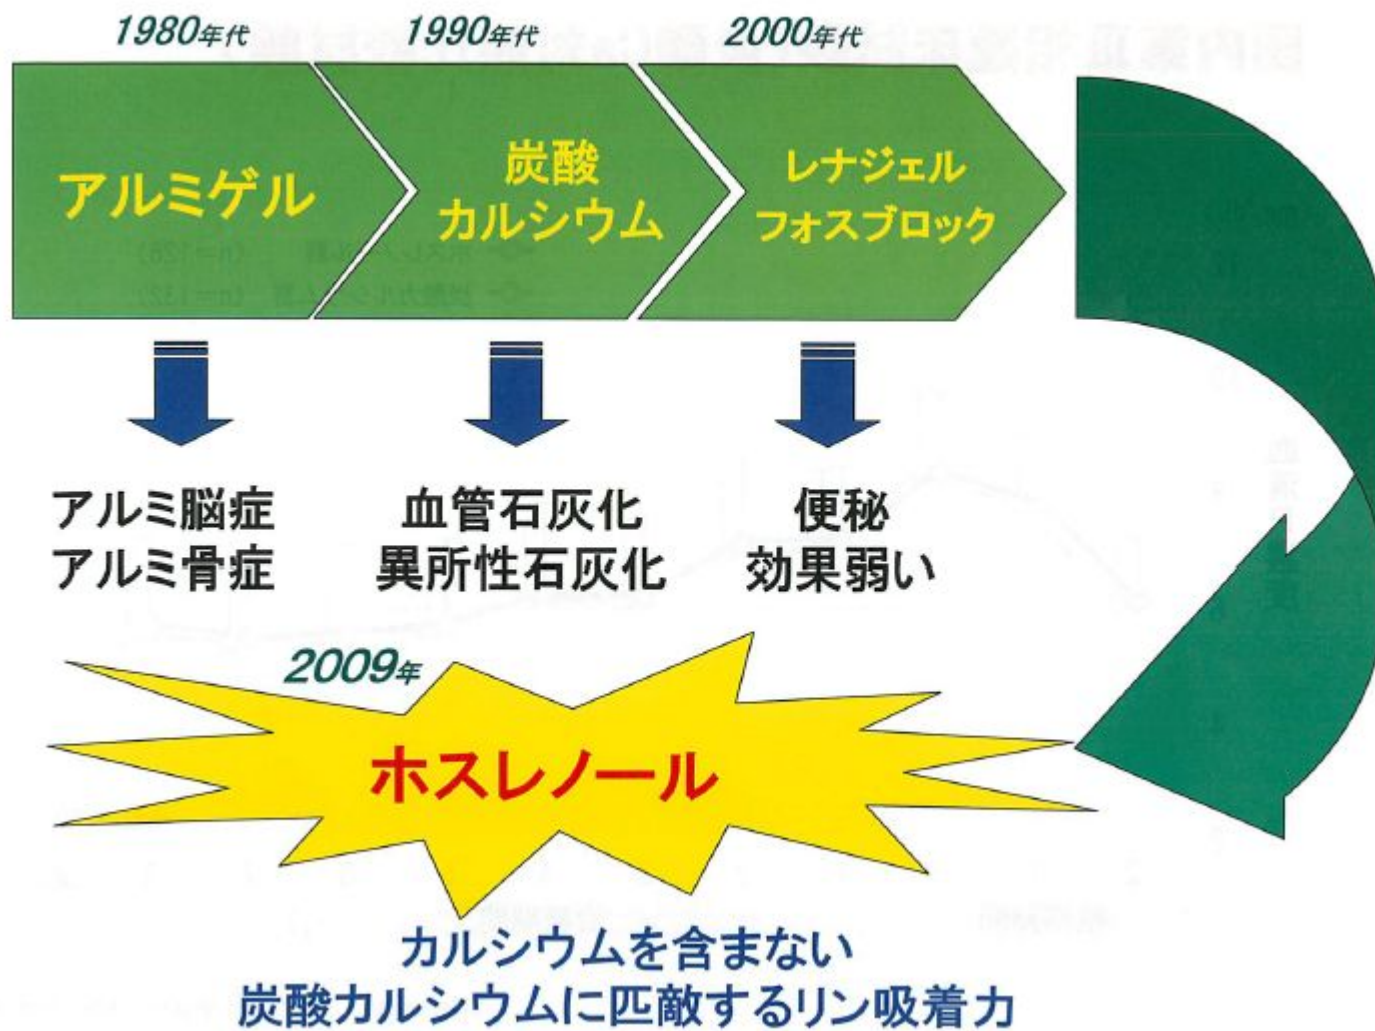 1980年代
1990年代
2000年代
アルミゲル
炭酸
カルシウム
レナジェル
フォスブロック
アルミ脳症
アルミ骨症
血管石灰化
異所性石灰化
便秘
効果弱い
2009年
ホスレノール
カルシウムを含まない
炭酸カルシウムに匹敵するリン吸着力